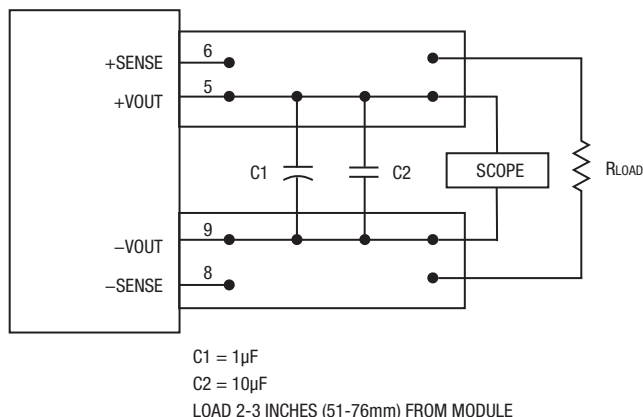 6
+SENSE
5
+VOUT
C1
C2
SCOPE
RLOAD
9
−VOUT
8
−SENSE
C1 = 1µF
C2 = 10µF
LOAD 2-3 INCHES (51-76mm) FROM MODULE